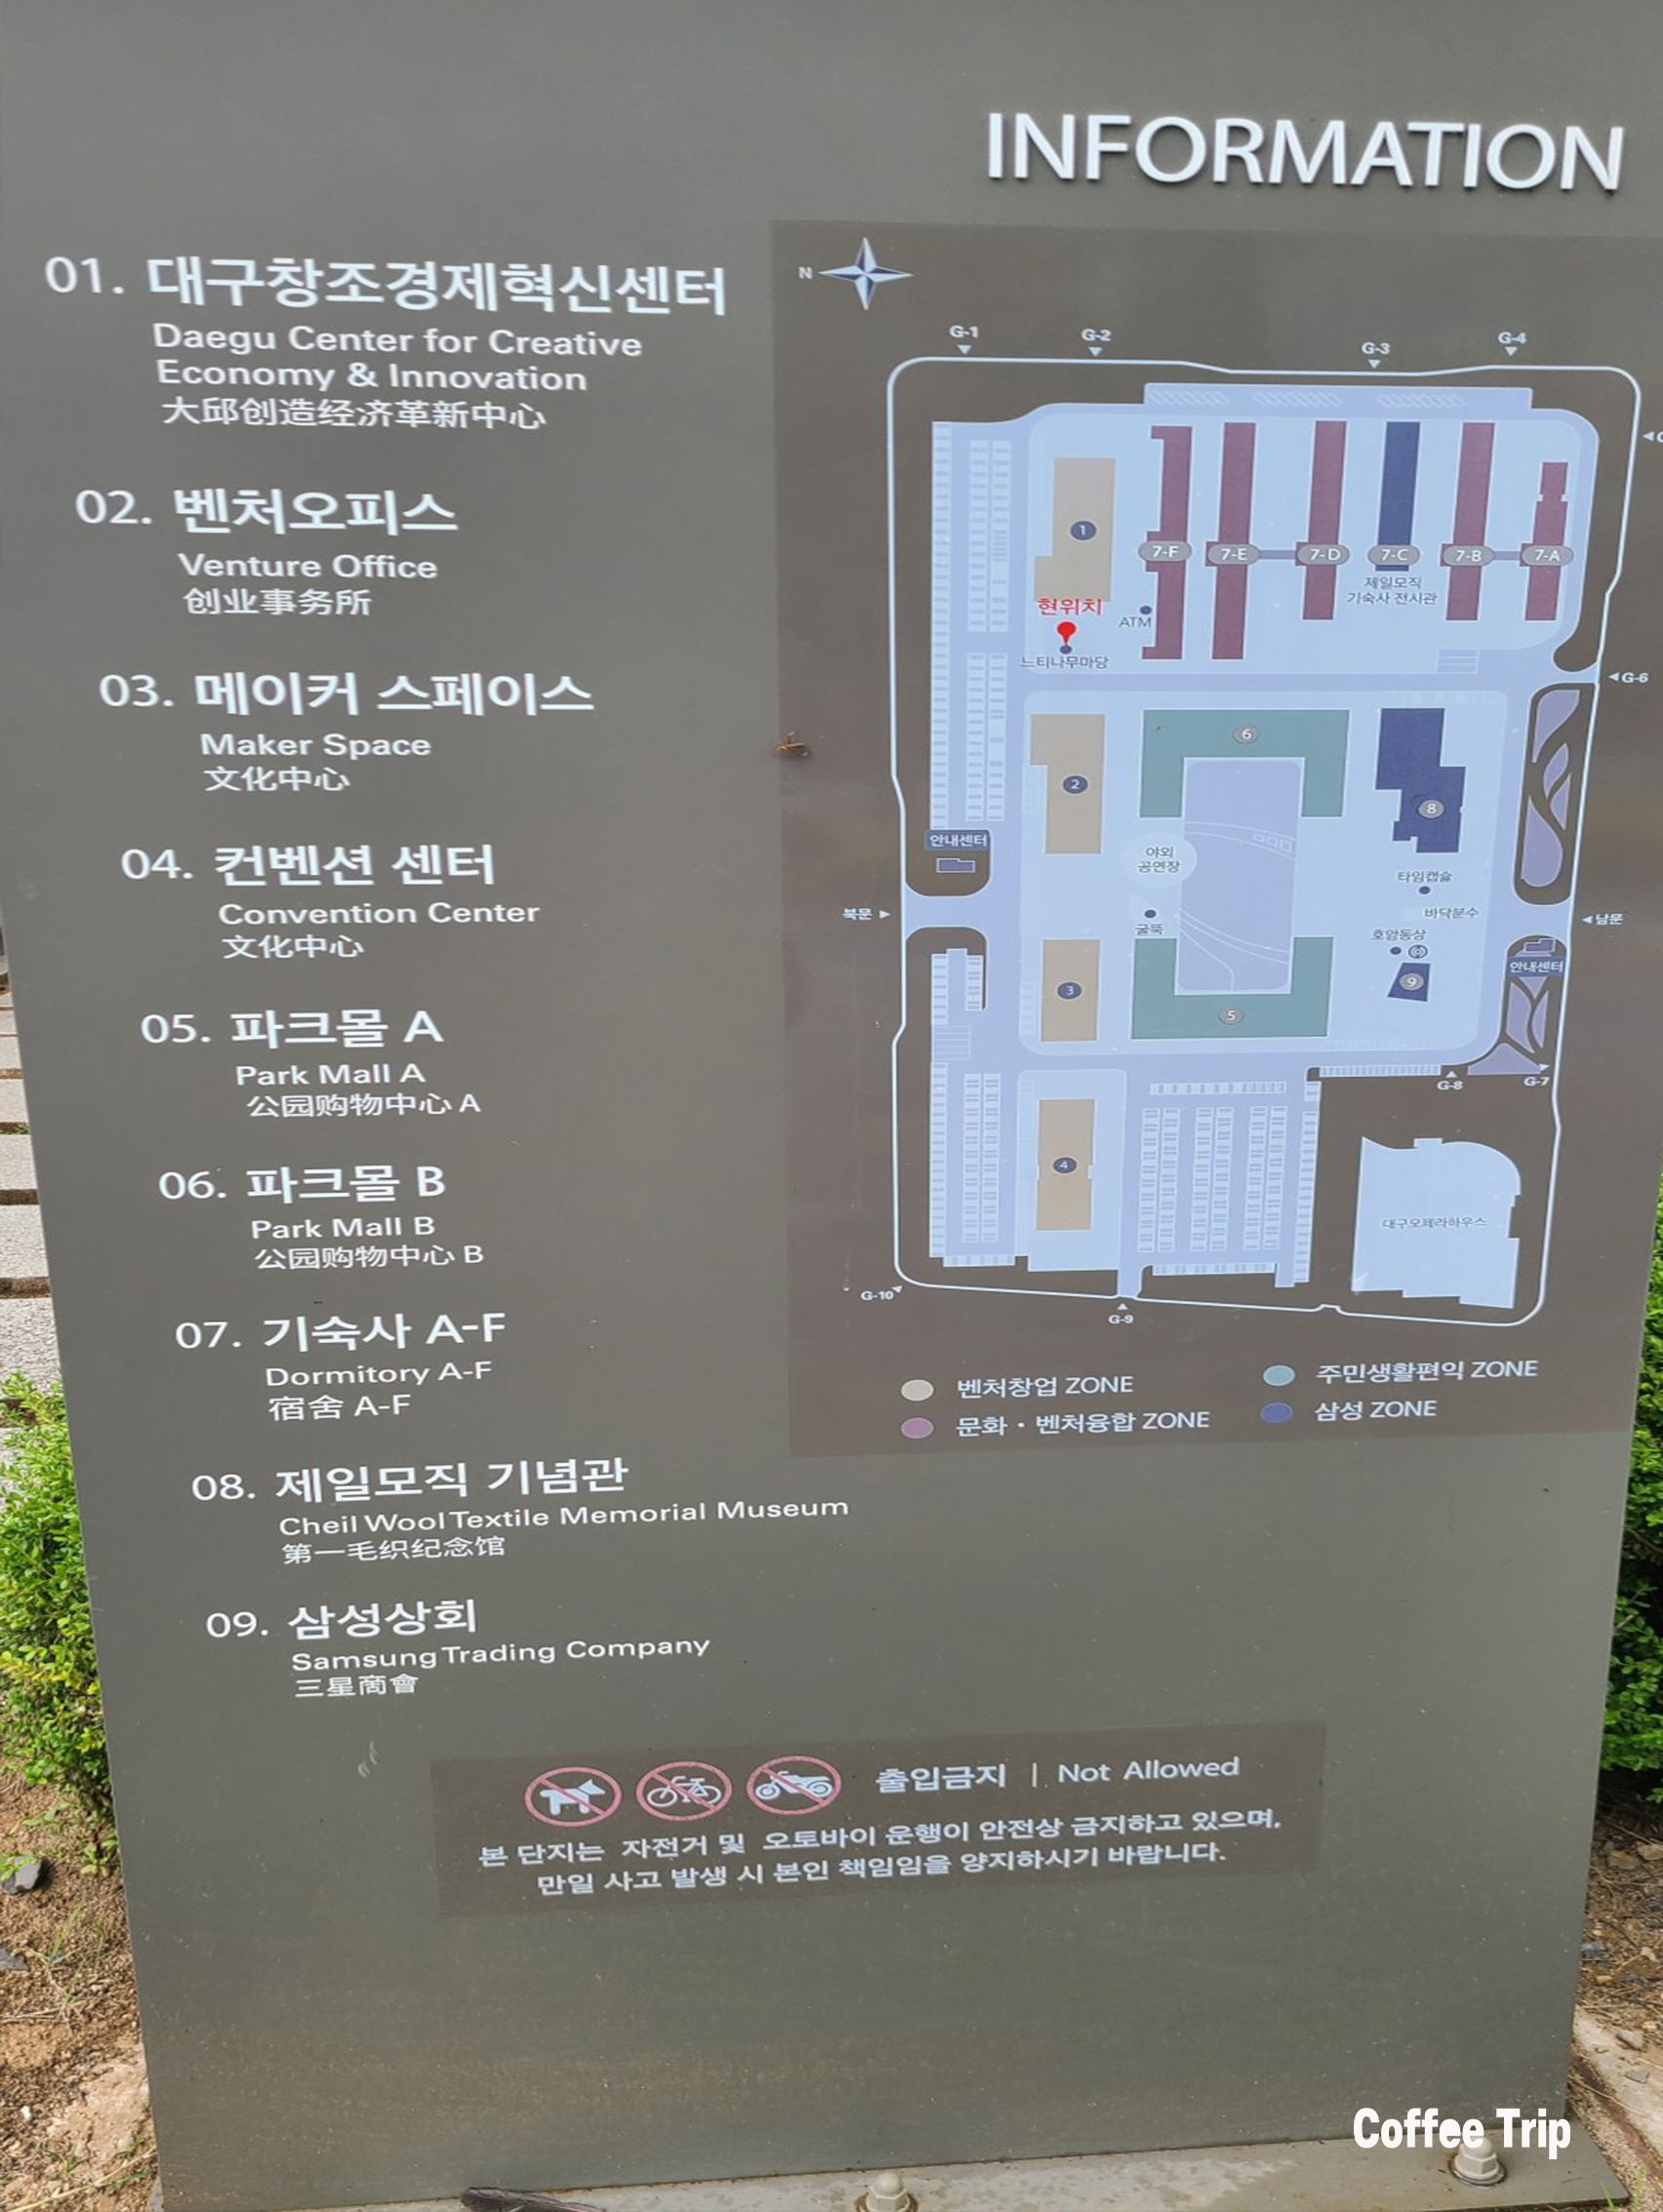 INFORMATION
01. 대구창조경제혁신센터
Daegu Center for Creative
Economy & Innovation
大邱创造经济革新中心
02. 벤처오피스
Venture Office
创业事务所
03. 메이커 스페이스
Maker Space
文化中心
04. 컨벤션 센터
Convention Center
文化中心
05. 파크몰 A
Park Mall A
公园购物中心 A
06. 파크몰 B
Park Mall B
公园购物中心 B
07. 기숙사 A-F
Dormitory A-F
宿舍 A-F
08. 제일모직 기념관
Cheil Wool Textile Memorial Museum
第一毛织纪念馆
09. 삼성상회
Samsung Trading Company
三星商會
N
G-1
G-2
G-3
G-4
1
7-F
7-E
7-D
7-C
7-B
7-A
제일모직
기숙사 전시관
현위치
ATM
느티나무마당
G-6
6
2
8
안내센터
야외
공연장
타임캡슐
북문
굴뚝
바닥분수
남문
호암동상
안내센터
3
9
5
G-8
G-7
4
대구오페라하우스
G-10
G-9
벤처창업 ZONE
주민생활편익 ZONE
문화·벤처융합 ZONE
삼성 ZONE
출입금지 | Not Allowed
본 단지는 자전거 및 오토바이 운행이 안전상 금지하고 있으며,
만일 사고 발생 시 본인 책임임을 양지하시기 바랍니다.
Coffee Trip